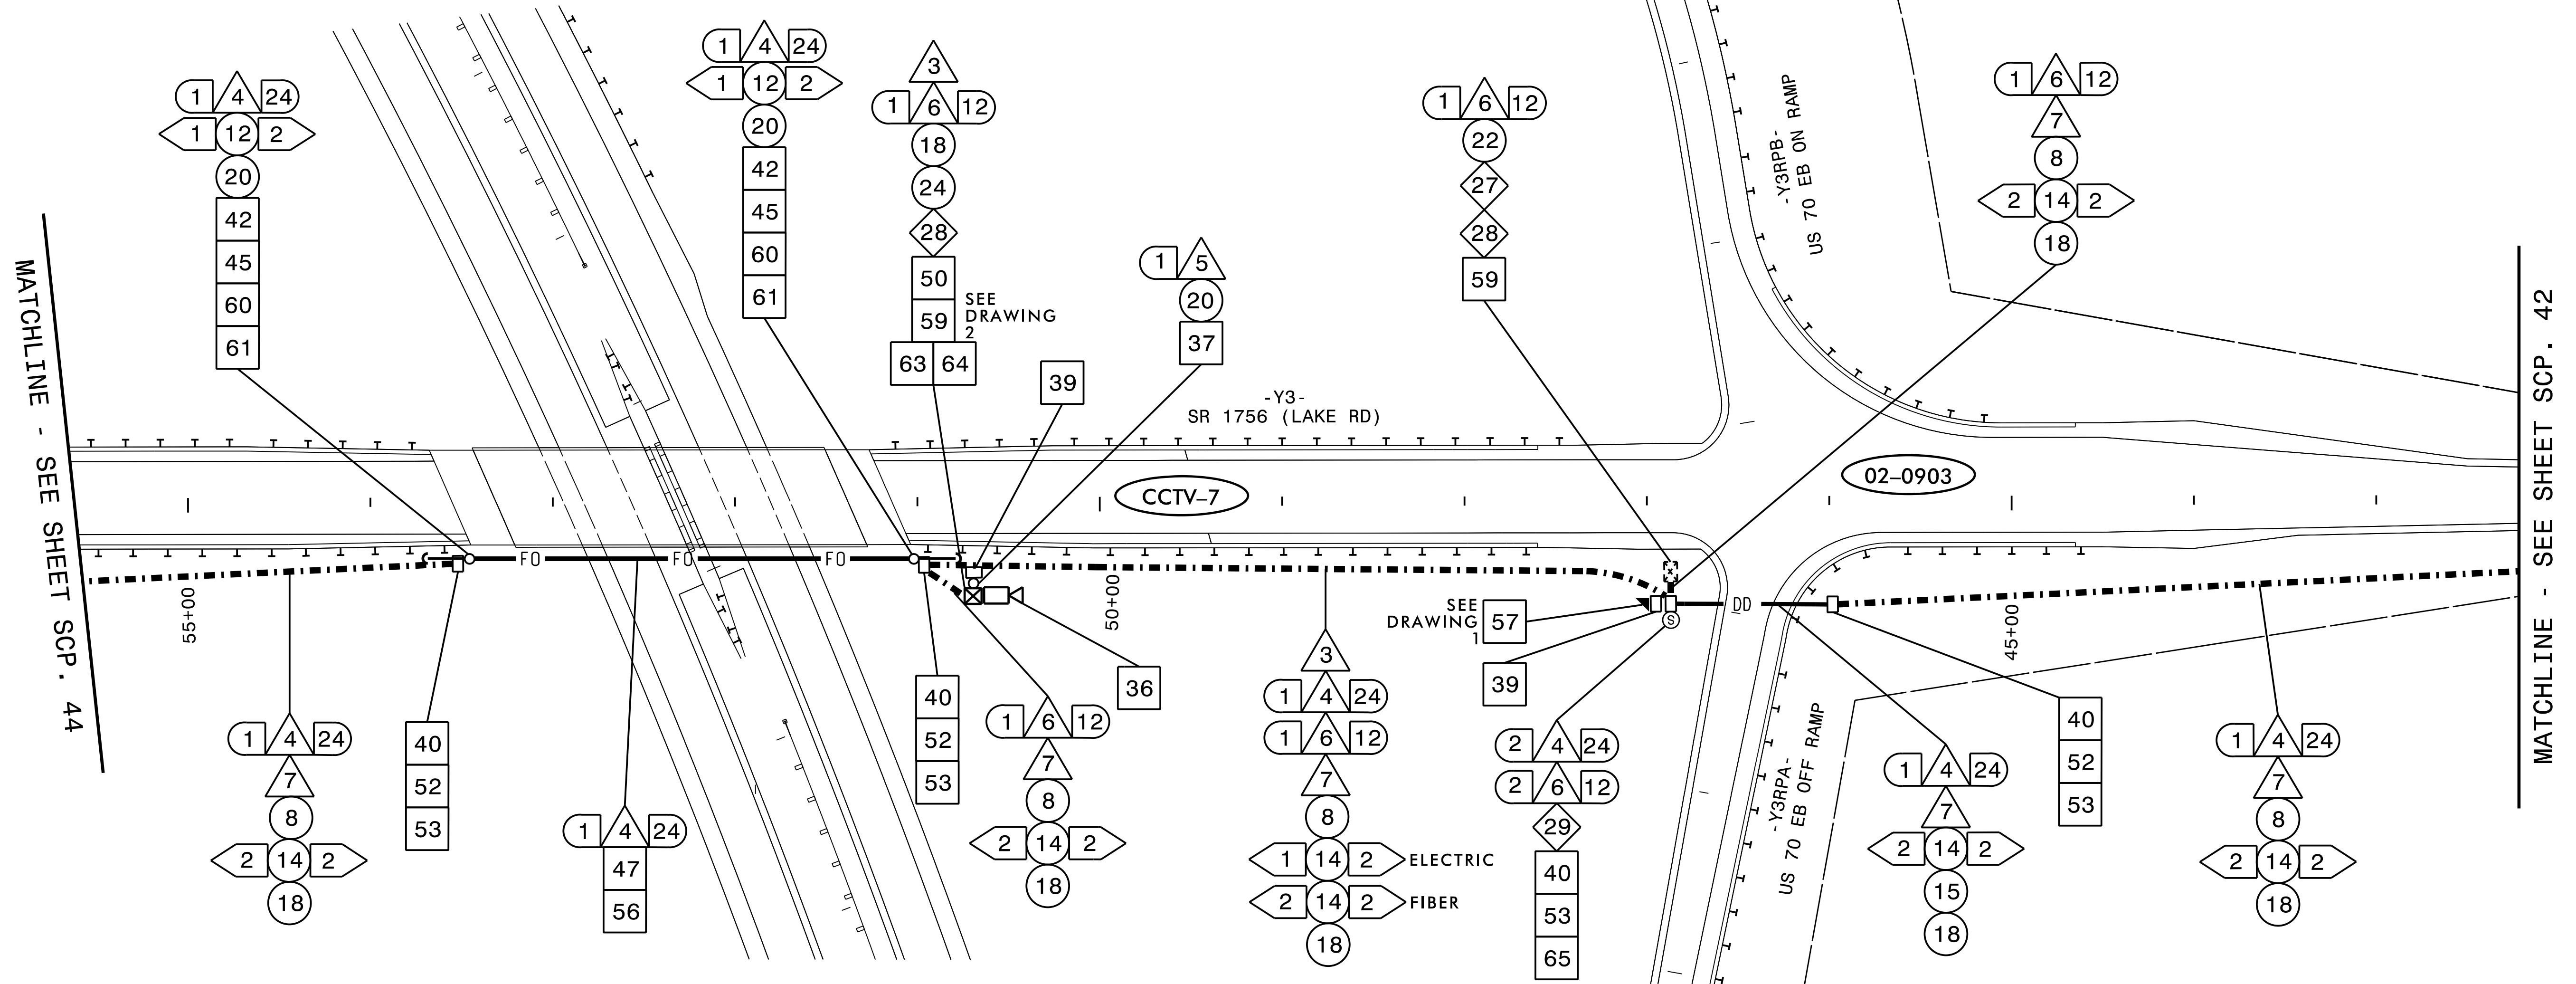 MATCHLINE - SEE SHEET SCP. 44
1 4 24
1 12 2
20
42
45
60
61
1 4 24
1 12 2
20
42
45
60
61
3
1 6 12
18
24
28
50
59
63 64
SEE
DRAWING
2
39
1 5
20
37
1 6 12
22
27
28
59
1 6 12
7
8
2 14 2
18
-Y3RPB-
US 70 EB ON RAMP
-Y3-
SR 1756 (LAKE RD)
CCTV-7
02-0903
FO
FO
FO
DD
S
55+00
50+00
45+00
1 4 24
7
8
2 14 2
18
40
52
53
1 4 24
47
56
40
52
53
1 6 12
7
8
2 14 2
18
36
3
1 4 24
1 6 12
7
8
1 14 2 ELECTRIC
2 14 2 FIBER
18
SEE
DRAWING
1
57
39
2 4 24
2 6 12
29
40
53
65
-Y3RPA-
US 70 EB OFF RAMP
1 4 24
7
2 14 2
15
18
40
52
53
1 4 24
7
8
2 14 2
18
MATCHLINE - SEE SHEET SCP. 42